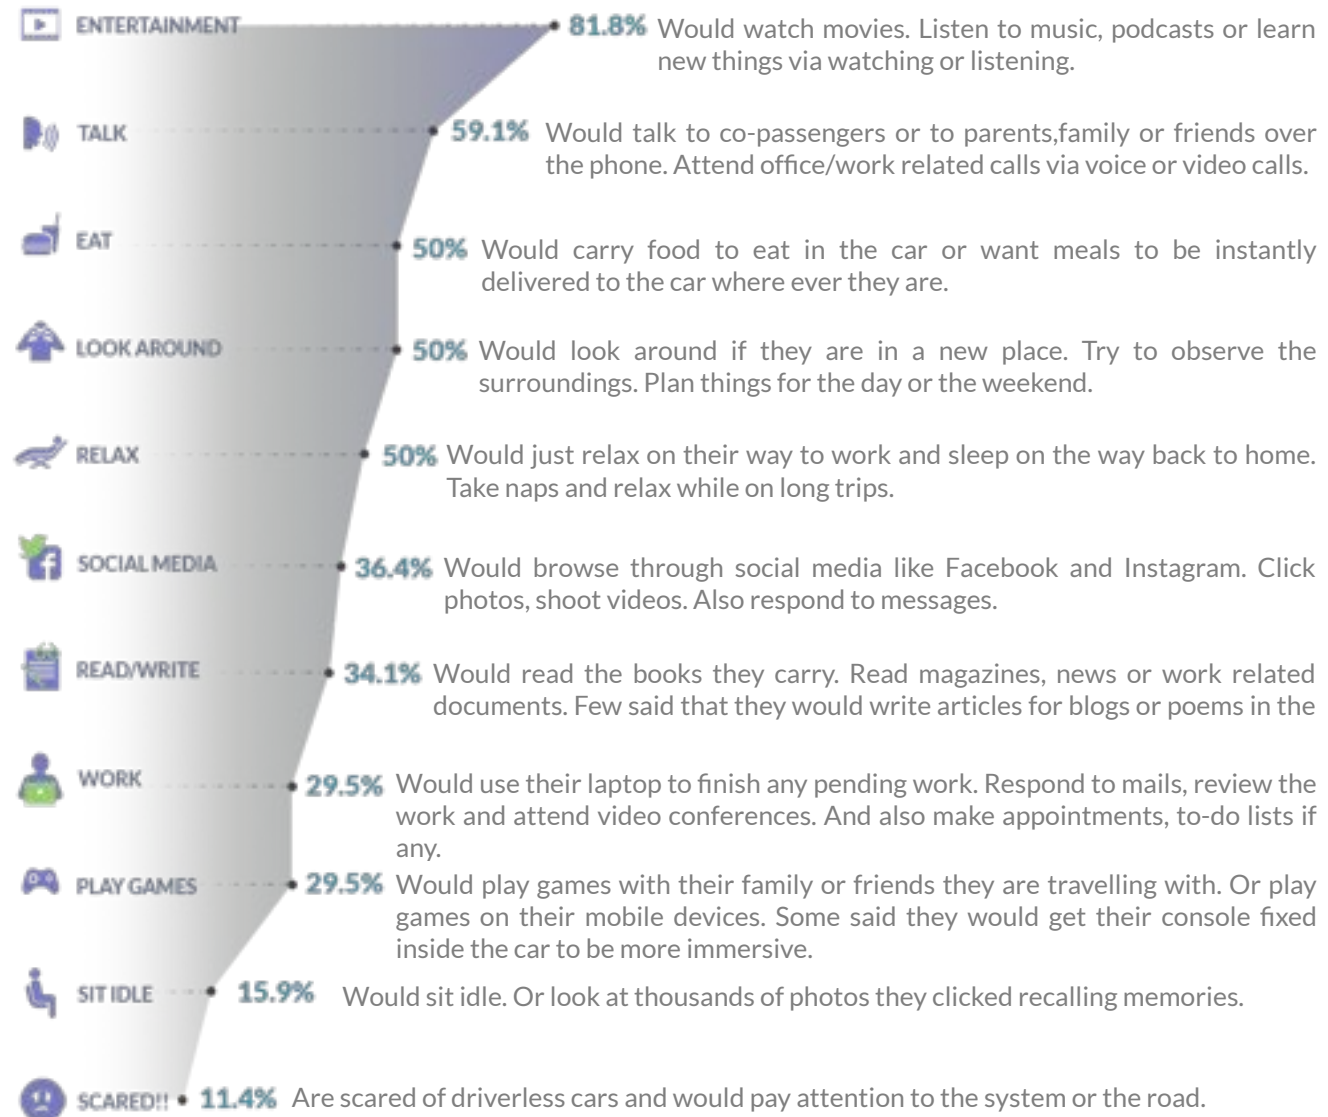 ENTERTAINMENT 81.8% Would watch movies. Listen to music, podcasts or learn
new things via watching or listening.
TALK 59.1% Would talk to co-passengers or to parents,family or friends over
the phone. Attend office/work related calls via voice or video calls.
EAT 50% Would carry food to eat in the car or want meals to be instantly
delivered to the car where ever they are.
LOOK AROUND 50% Would look around if they are in a new place. Try to observe the
surroundings. Plan things for the day or the weekend.
RELAX 50% Would just relax on their way to work and sleep on the way back to home.
Take naps and relax while on long trips.
SOCIAL MEDIA 36.4% Would browse through social media like Facebook and Instagram. Click
photos, shoot videos. Also respond to messages.
READ/WRITE 34.1% Would read the books they carry. Read magazines, news or work related
documents. Few said that they would write articles for blogs or poems in the
WORK 29.5% Would use their laptop to finish any pending work. Respond to mails, review the
work and attend video conferences. And also make appointments, to-do lists if
any.
PLAY GAMES 29.5% Would play games with their family or friends they are travelling with. Or play
games on their mobile devices. Some said they would get their console fixed
inside the car to be more immersive.
SIT IDLE 15.9% Would sit idle. Or look at thousands of photos they clicked recalling memories.
SCARED!! 11.4% Are scared of driverless cars and would pay attention to the system or the road.